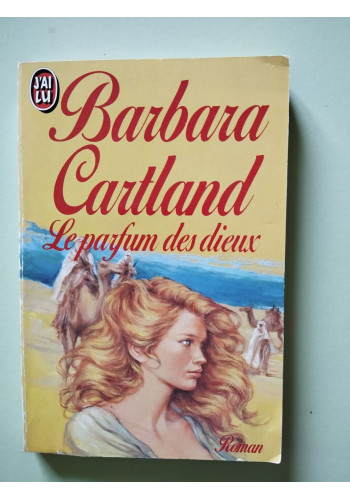 J'AI
LU
Barbara
Cartland
Le parfum des dieux
Roman